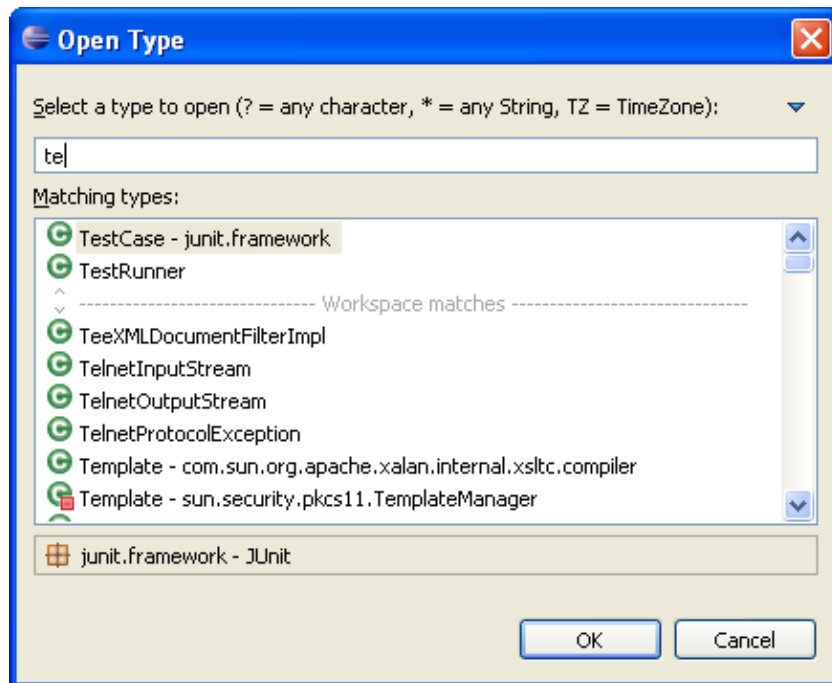 Open Type
Select a type to open (? = any character, * = any String, TZ = TimeZone):
te
Matching types:
TestCase - junit.framework
TestRunner
------------------------------- Workspace matches -------------------------------
TeeXMLDocumentFilterImpl
TelnetInputStream
TelnetOutputStream
TelnetProtocolException
Template - com.sun.org.apache.xalan.internal.xsltc.compiler
Template - sun.security.pkcs11.TemplateManager
junit.framework - JUnit
OK Cancel